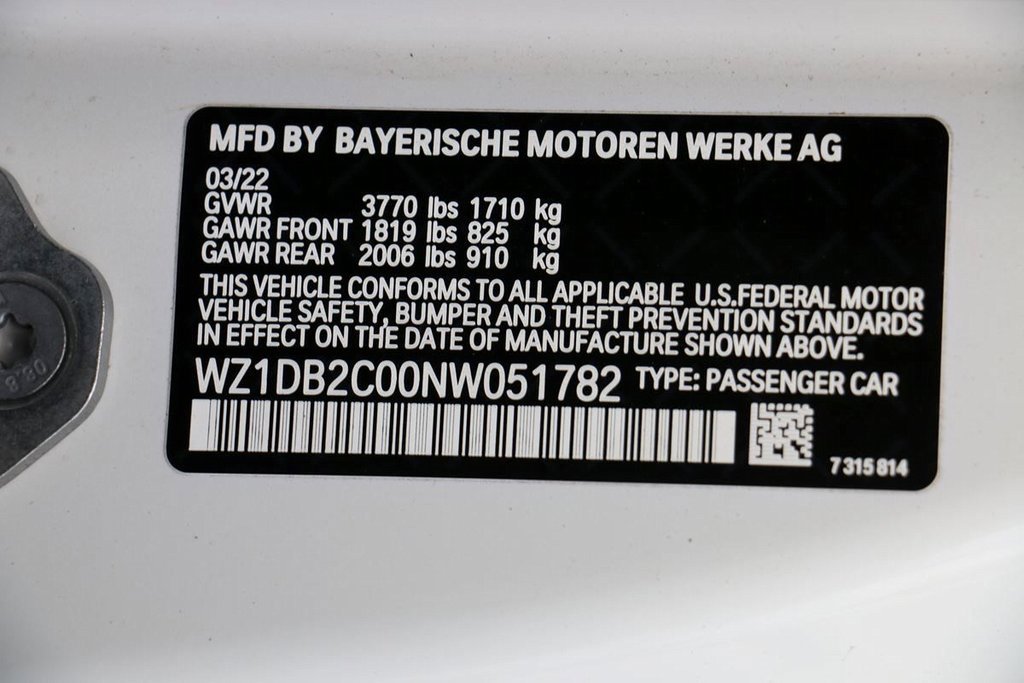 MFD BY BAYERISCHE MOTOREN WERKE AG
03/22
GVWR 3770 lbs 1710 kg
GAWR FRONT 1819 lbs 825 kg
GAWR REAR 2006 lbs 910 kg
THIS VEHICLE CONFORMS TO ALL APPLICABLE U.S.FEDERAL MOTOR
VEHICLE SAFETY, BUMPER AND THEFT PREVENTION STANDARDS
IN EFFECT ON THE DATE OF MANUFACTURE SHOWN ABOVE.
WZ1DB2C00NW051782 TYPE: PASSENGER CAR
7 315 814